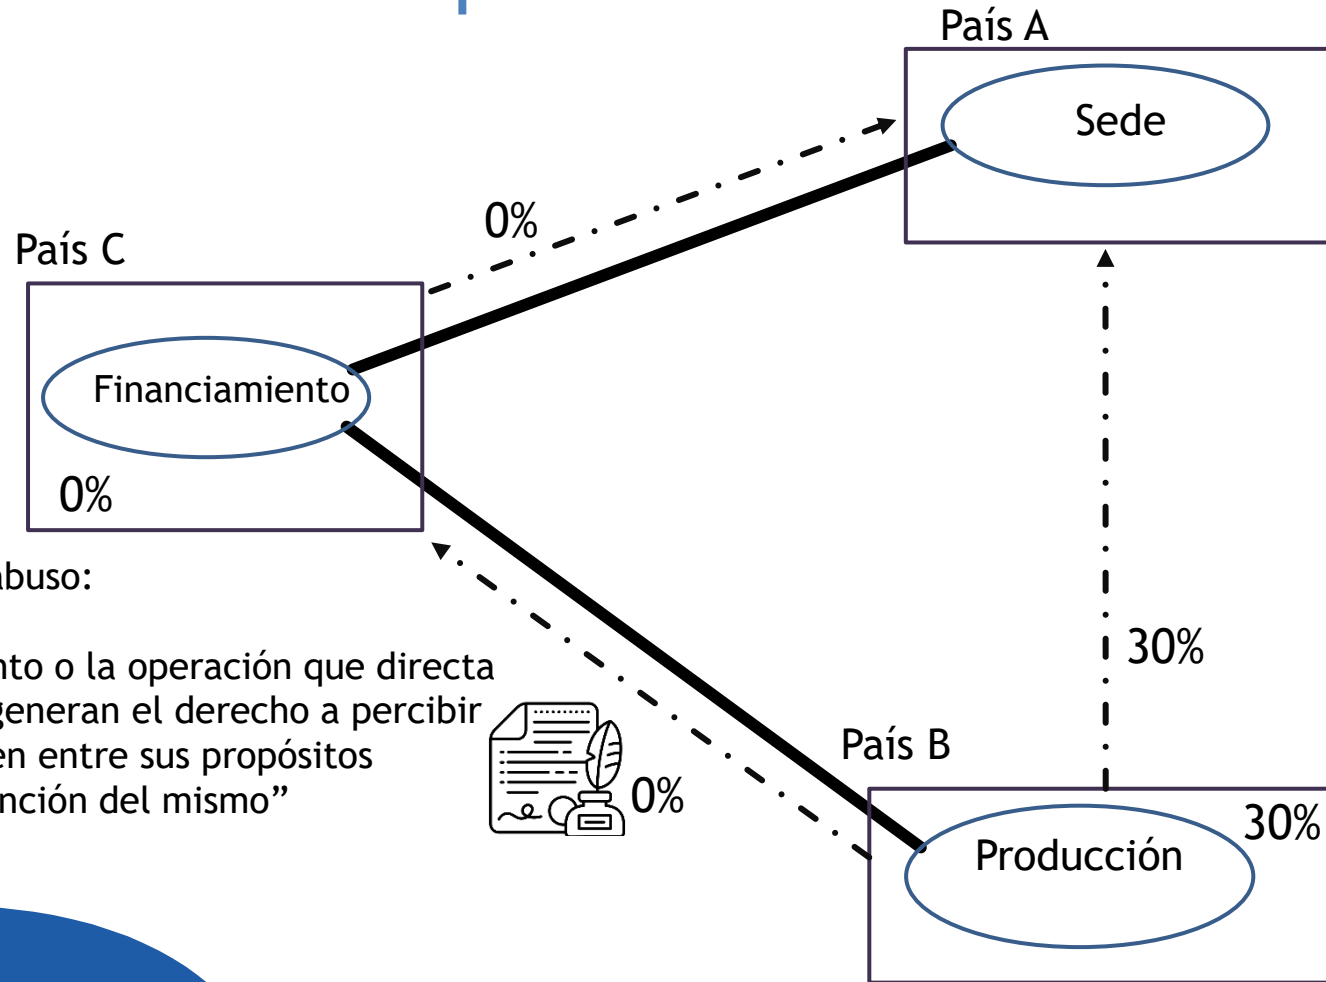 País A
Sede
0%
País C
Financiamiento
0%
abuso:
nto o la operación que directa
generan el derecho a percibir
en entre sus propósitos
nción del mismo”
0%
30%
País B
30%
Producción